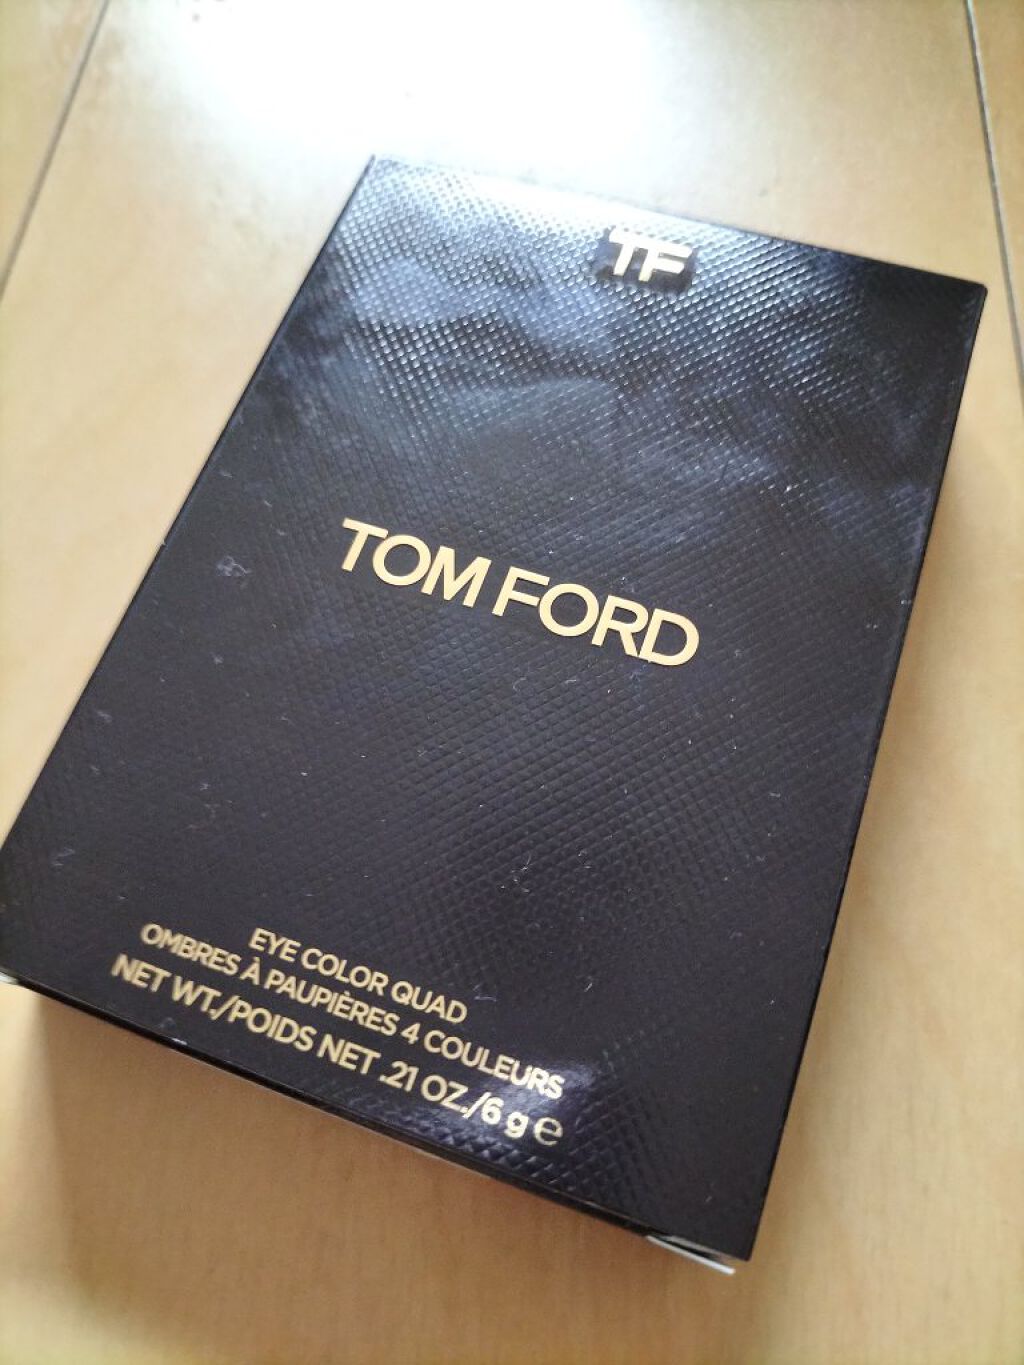 TF
TOM FORD
EYE COLOR QUAD
OMBRES À PAUPIÈRES 4 COULEURS
NET WT./POIDS NET .21 OZ./6 g ℮